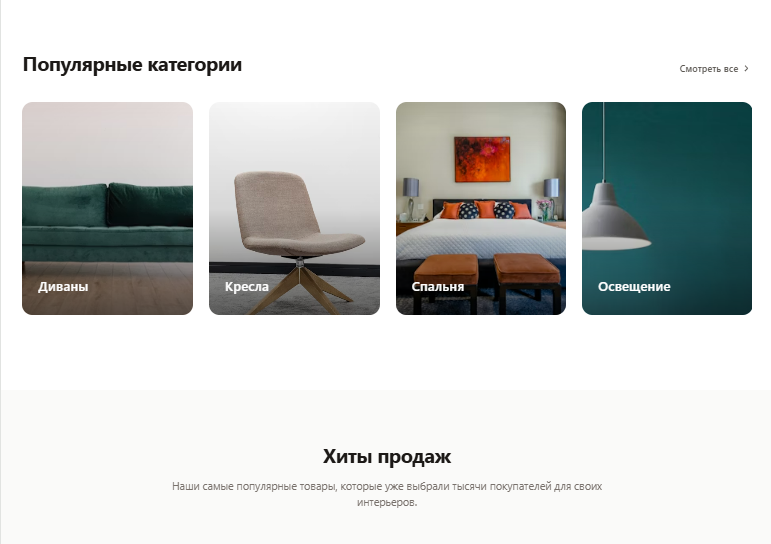 Популярные категории
Смотреть все
Диваны
Кресла
Спальня
Освещение
Хиты продаж
Наши самые популярные товары, которые уже выбрали тысячи покупателей для своих
интерьеров.